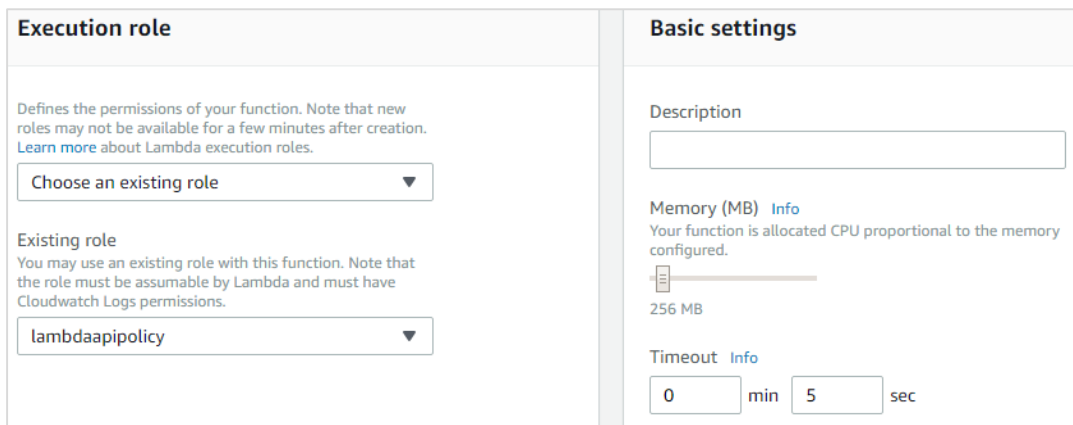 Execution role
Defines the permissions of your function. Note that new
roles may not be available for a few minutes after creation.
Learn more about Lambda execution roles.
Choose an existing role
Existing role
You may use an existing role with this function. Note that
the role must be assumable by Lambda and must have
Cloudwatch Logs permissions.
lambdaapipolicy
Basic settings
Description
Memory (MB) Info
Your function is allocated CPU proportional to the memory
configured.
256 MB
Timeout Info
0 min 5 sec